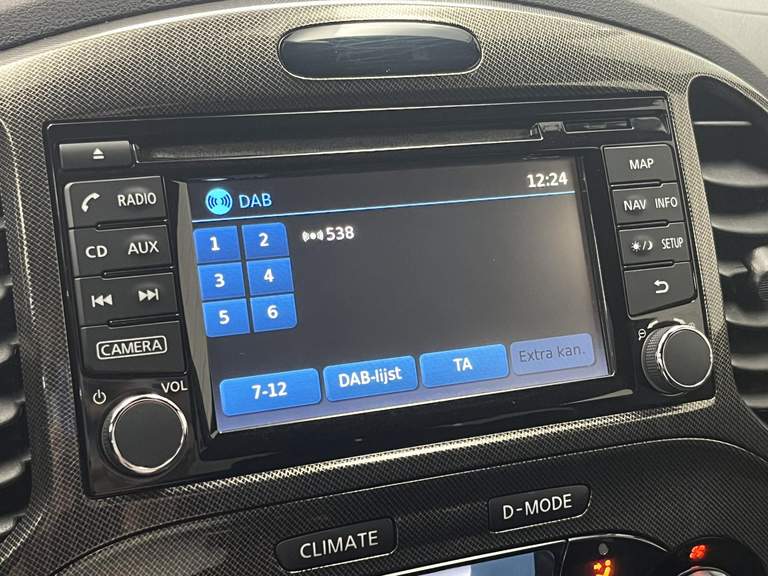 MAP
RADIO
DAB
12:24
NAV INFO
CD AUX
1 2
538
SETUP
3 4
5 6
CAMERA
VOL
7-12
DAB-lijst
TA
Extra kan.
CLIMATE
D-MODE